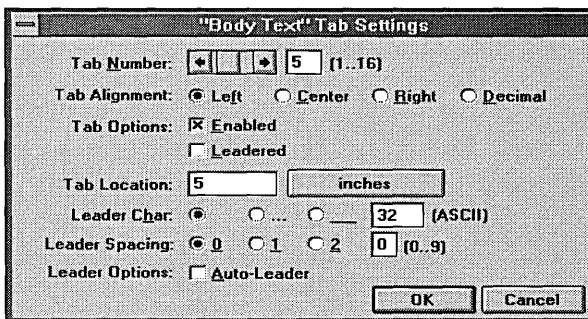 "Body Text" Tab Settings
Tab Number: 5 (1..16)
Tab Alignment: Left Center Right Decimal
Tab Options: Enabled
Leadered
Tab Location: 5 inches
Leader Char: ... __ 32 (ASCII)
Leader Spacing: 0 1 2 0 (0..9)
Leader Options: Auto-Leader
OK Cancel